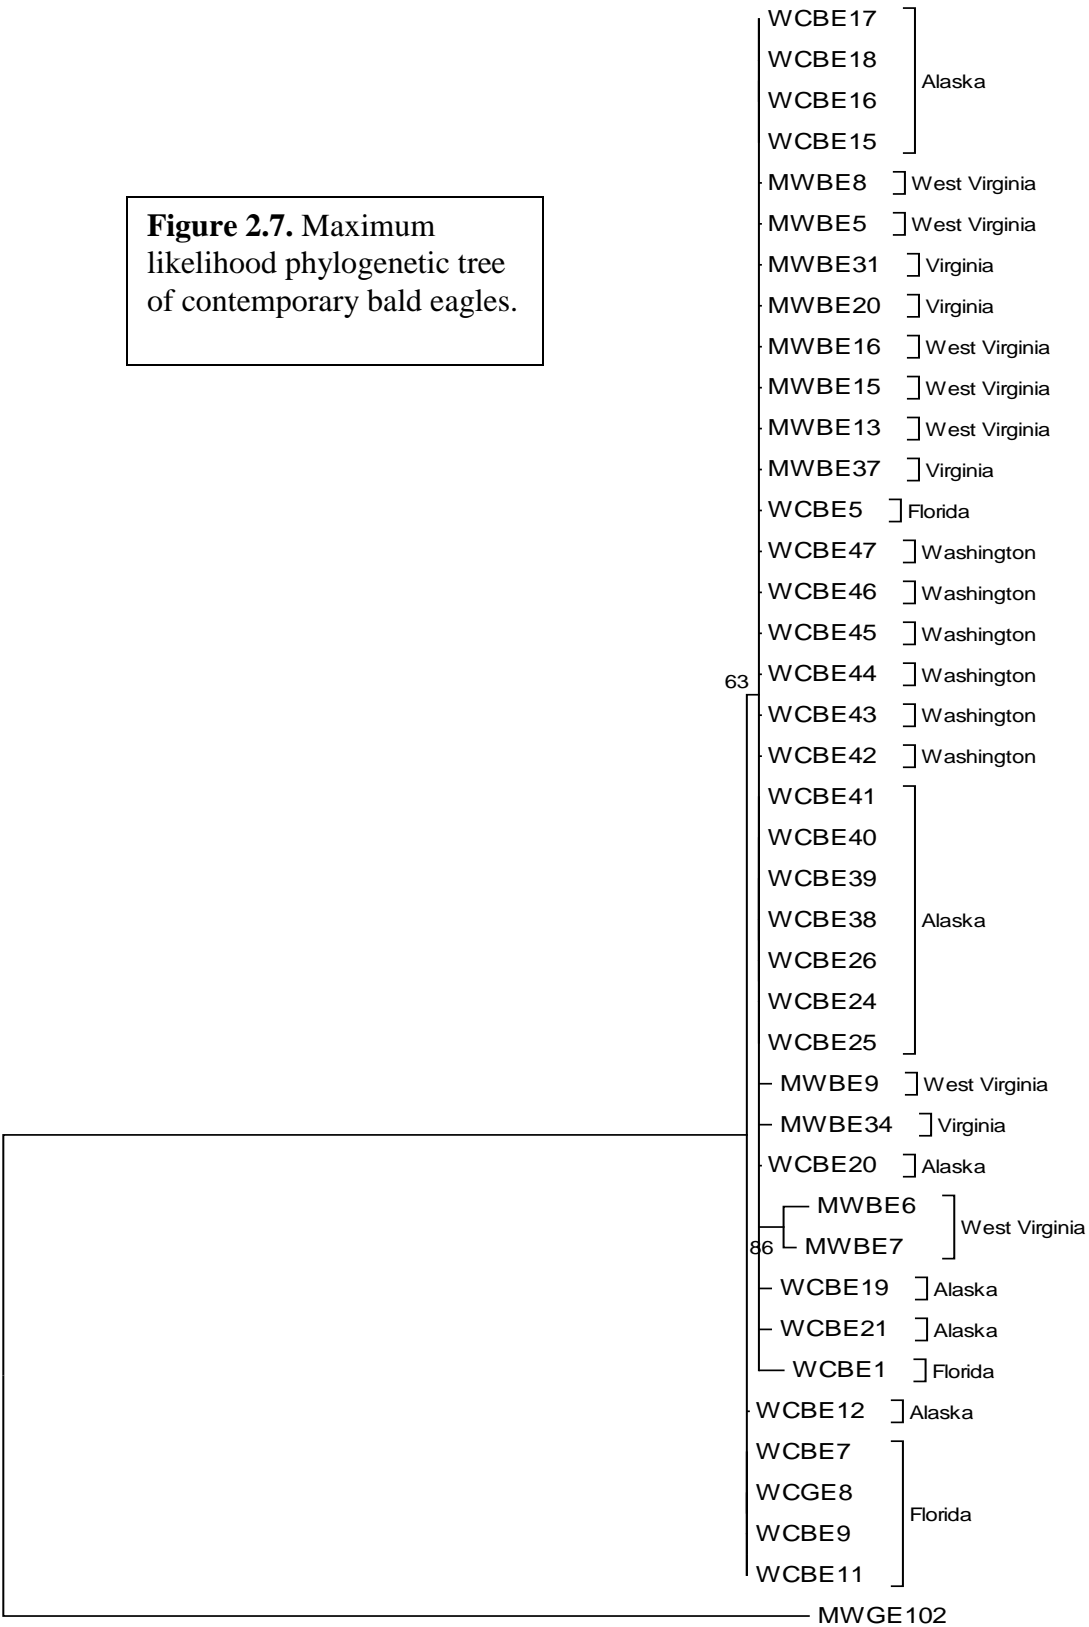 WCBE17
WCBE18
Alaska
WCBE16
WCBE15
MWBE8 West Virginia
Figure 2.7. Maximum
likelihood phylogenetic tree
of contemporary bald eagles.
MWBE5 West Virginia
MWBE31 Virginia
MWBE20 Virginia
MWBE16 West Virginia
MWBE15 West Virginia
MWBE13 West Virginia
MWBE37 Virginia
WCBE5 Florida
WCBE47 Washington
WCBE46 Washington
WCBE45 Washington
WCBE44 Washington
63
WCBE43 Washington
WCBE42 Washington
WCBE41
WCBE40
WCBE39
WCBE38 Alaska
WCBE26
WCBE24
WCBE25
MWBE9 West Virginia
MWBE34 Virginia
WCBE20 Alaska
MWBE6
West Virginia
86 MWBE7
WCBE19 Alaska
WCBE21 Alaska
WCBE1 Florida
WCBE12 Alaska
WCBE7
WCGE8
Florida
WCBE9
WCBE11
MWGE102